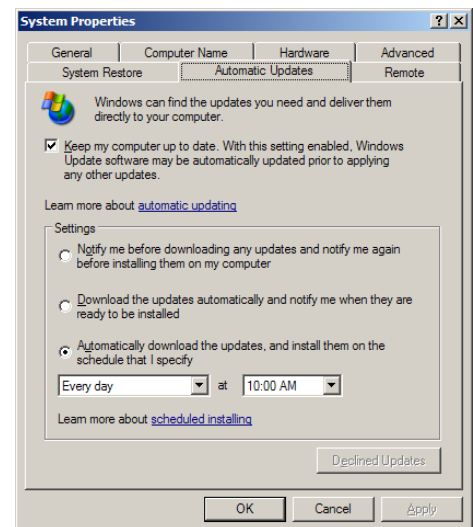 System Properties
General
Computer Name
Hardware
Advanced
System Restore
Automatic Updates
Remote
Windows can find the updates you need and deliver them
directly to your computer.
Keep my computer up to date. With this setting enabled, Windows
Update software may be automatically updated prior to applying
any other updates.
Learn more about automatic updating
Settings
Notify me before downloading any updates and notify me again
before installing them on my computer
Download the updates automatically and notify me when they are
ready to be installed
Automatically download the updates, and install them on the
schedule that I specify
Every day at 10:00 AM
Learn more about scheduled installing
Declined Updates
OK
Cancel
Apply